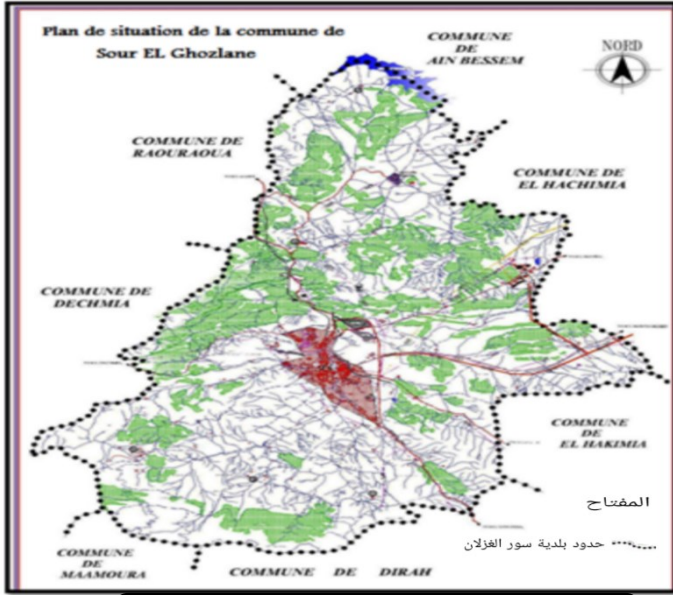 Plan de situation de la commune de
Sour EL Ghozlane
COMMUNE
DE
AIN BESSEM
NORD
COMMUNE DE
RAOURAOUA
COMMUNE DE
EL HACHIMIA
COMMUNE DE
DECHMIA
COMMUNE
DE
EL HAKIMIA
المفتاح
حدود بلدية سور الغزلان
COMMUNE
DE
MAAMOURA
COMMUNE DE DIRAH